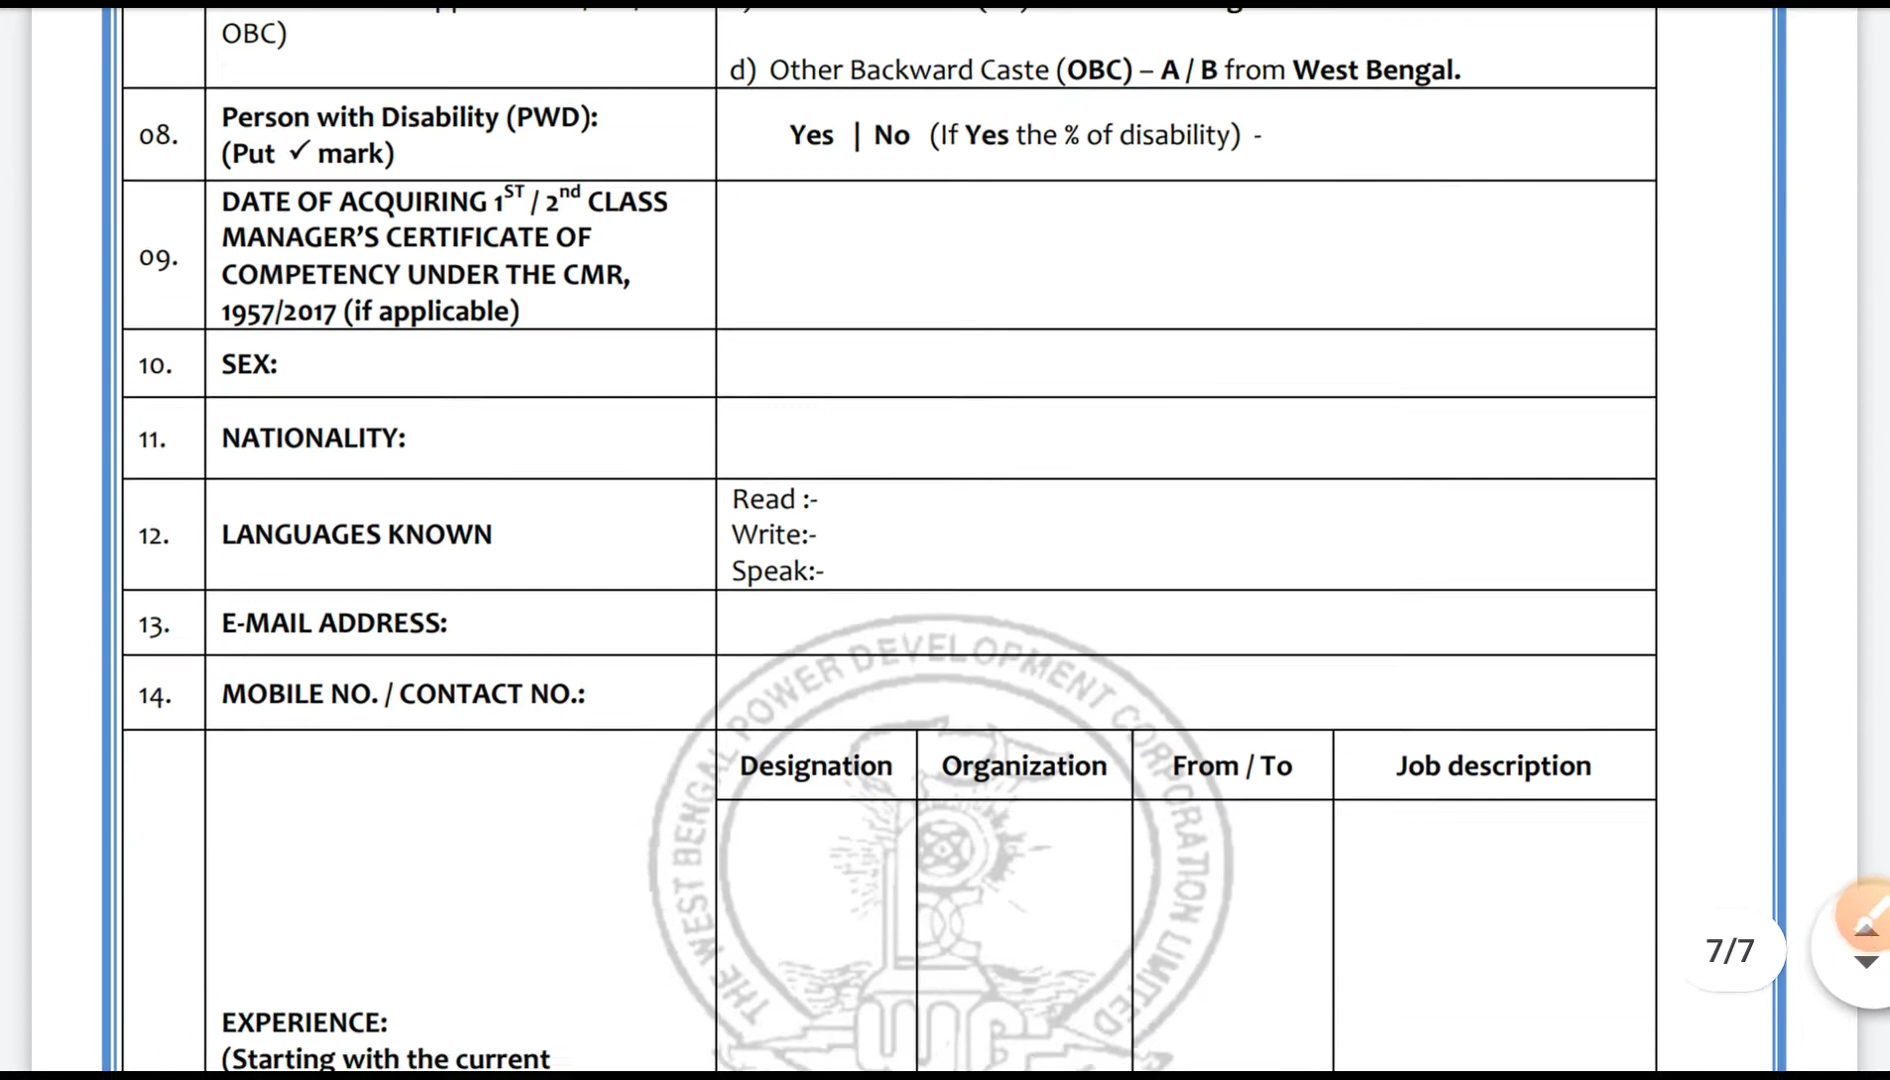 OBC)
d) Other Backward Caste (OBC) – A / B from West Bengal.
08.
Person with Disability (PWD):
(Put ✓ mark)
Yes | No (If Yes the % of disability) -
09.
DATE OF ACQUIRING 1ST / 2nd CLASS
MANAGER’S CERTIFICATE OF
COMPETENCY UNDER THE CMR,
1957/2017 (if applicable)
10.
SEX:
11.
NATIONALITY:
12.
LANGUAGES KNOWN
Read :-
Write:-
Speak:-
13.
E-MAIL ADDRESS:
14.
MOBILE NO. / CONTACT NO.:
THE WEST BENGAL POWER DEVELOPMENT CORPORATION LIMITED
Designation
Organization
From / To
Job description
7/7
EXPERIENCE:
(Starting with the current